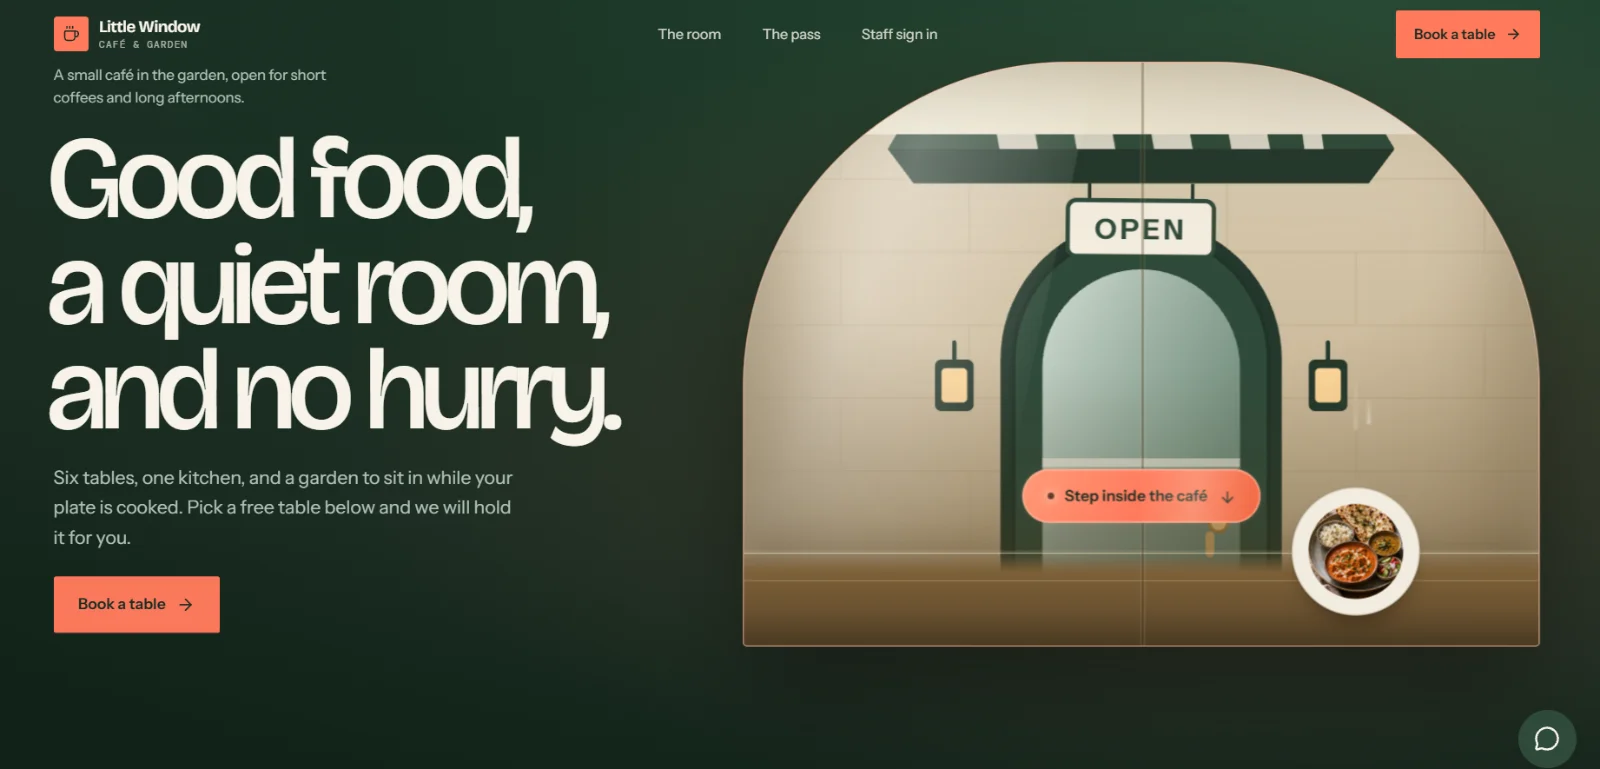 Little Window
CAFÉ & GARDEN
The room
The pass
Staff sign in
Book a table
A small café in the garden, open for short
coffees and long afternoons.
Good food,
a quiet room,
and no hurry.
Six tables, one kitchen, and a garden to sit in while your
plate is cooked. Pick a free table below and we will hold
it for you.
Book a table
OPEN
Step inside the café